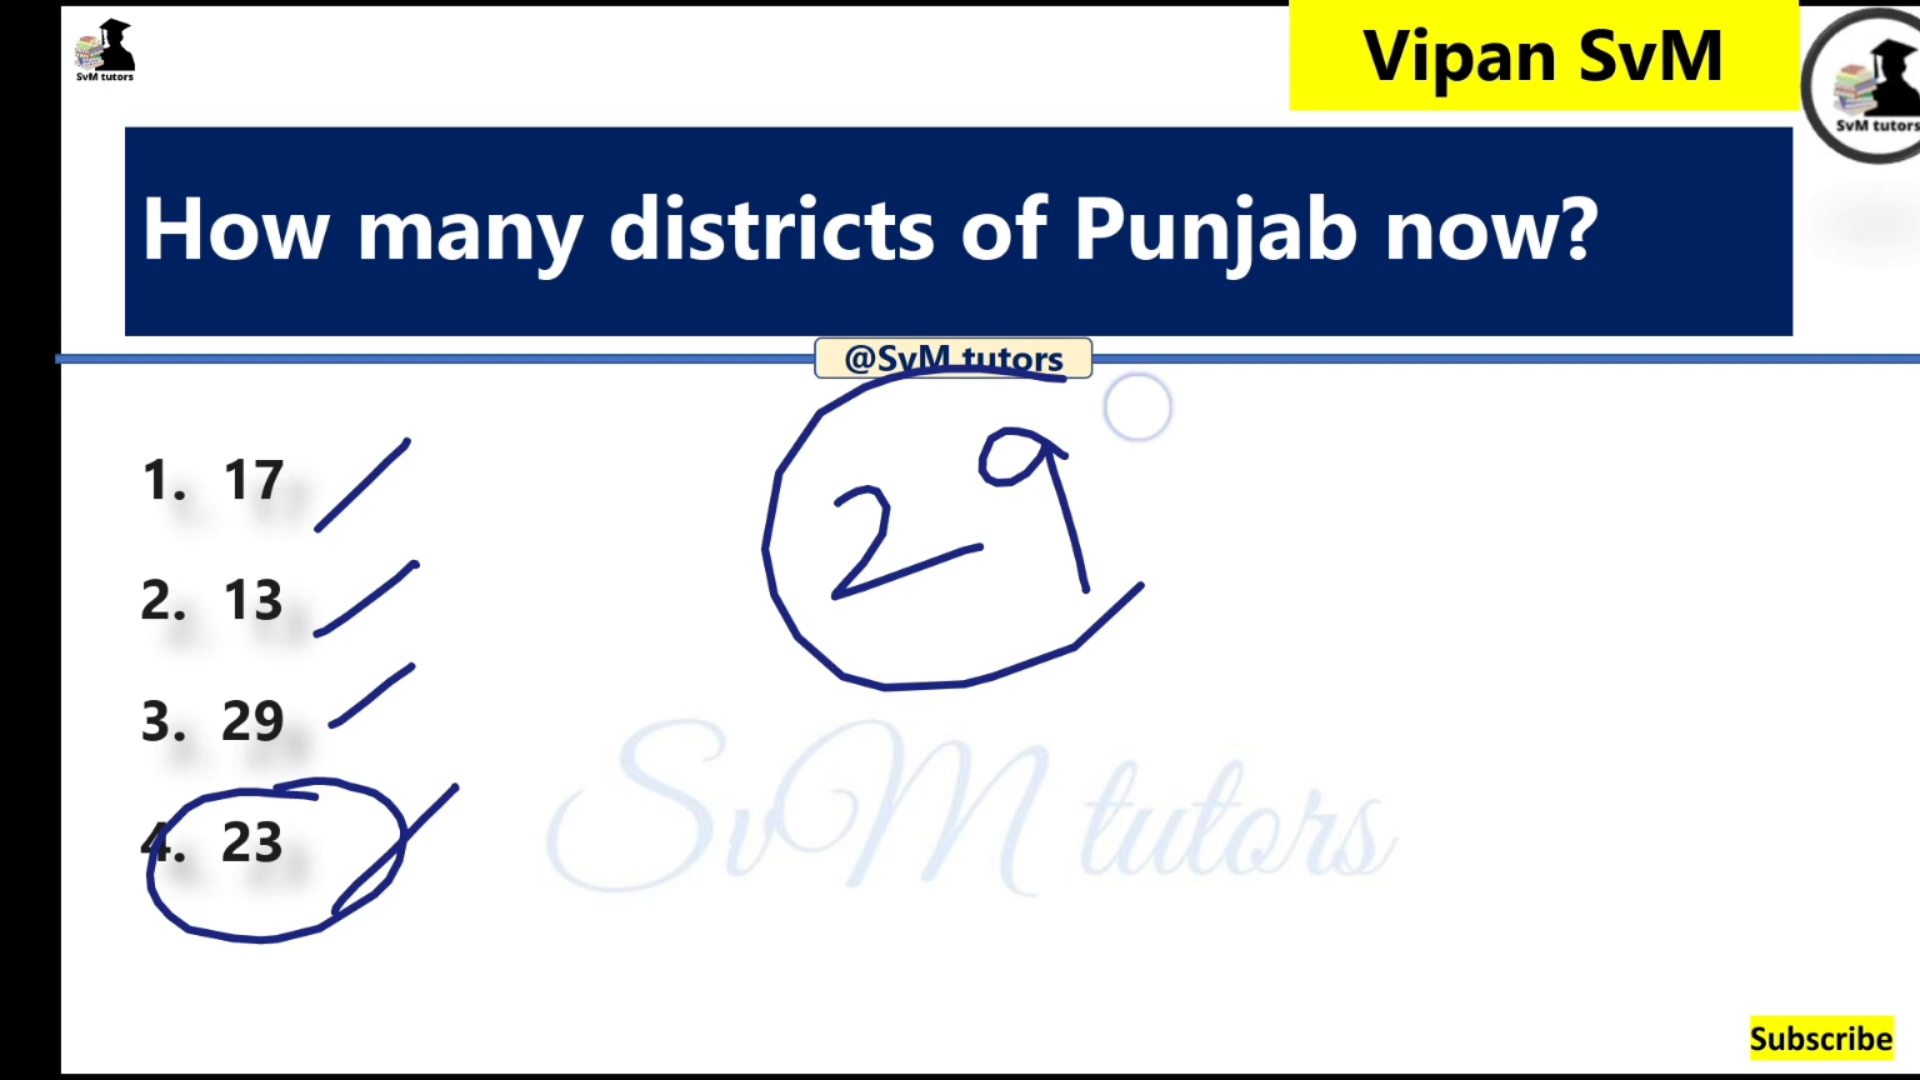 SvM tutors
Vipan SvM
SvM tutors
How many districts of Punjab now?
@SvM tutors
1. 17
2. 13
3. 29
4. 23
29
SvM tutors
Subscribe